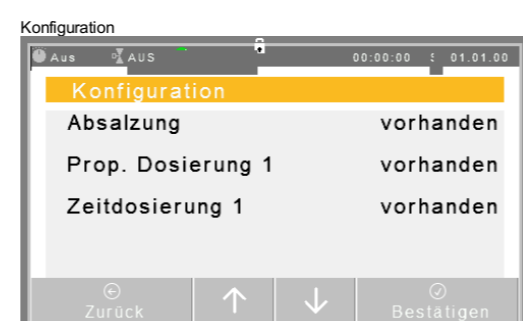 Konfiguration
Aus AUS 00:00:00 S 01.01.00
Konfiguration
Absalzung vorhanden
Prop. Dosierung 1 vorhanden
Zeitdosierung 1 vorhanden
Zurück Bestätigen